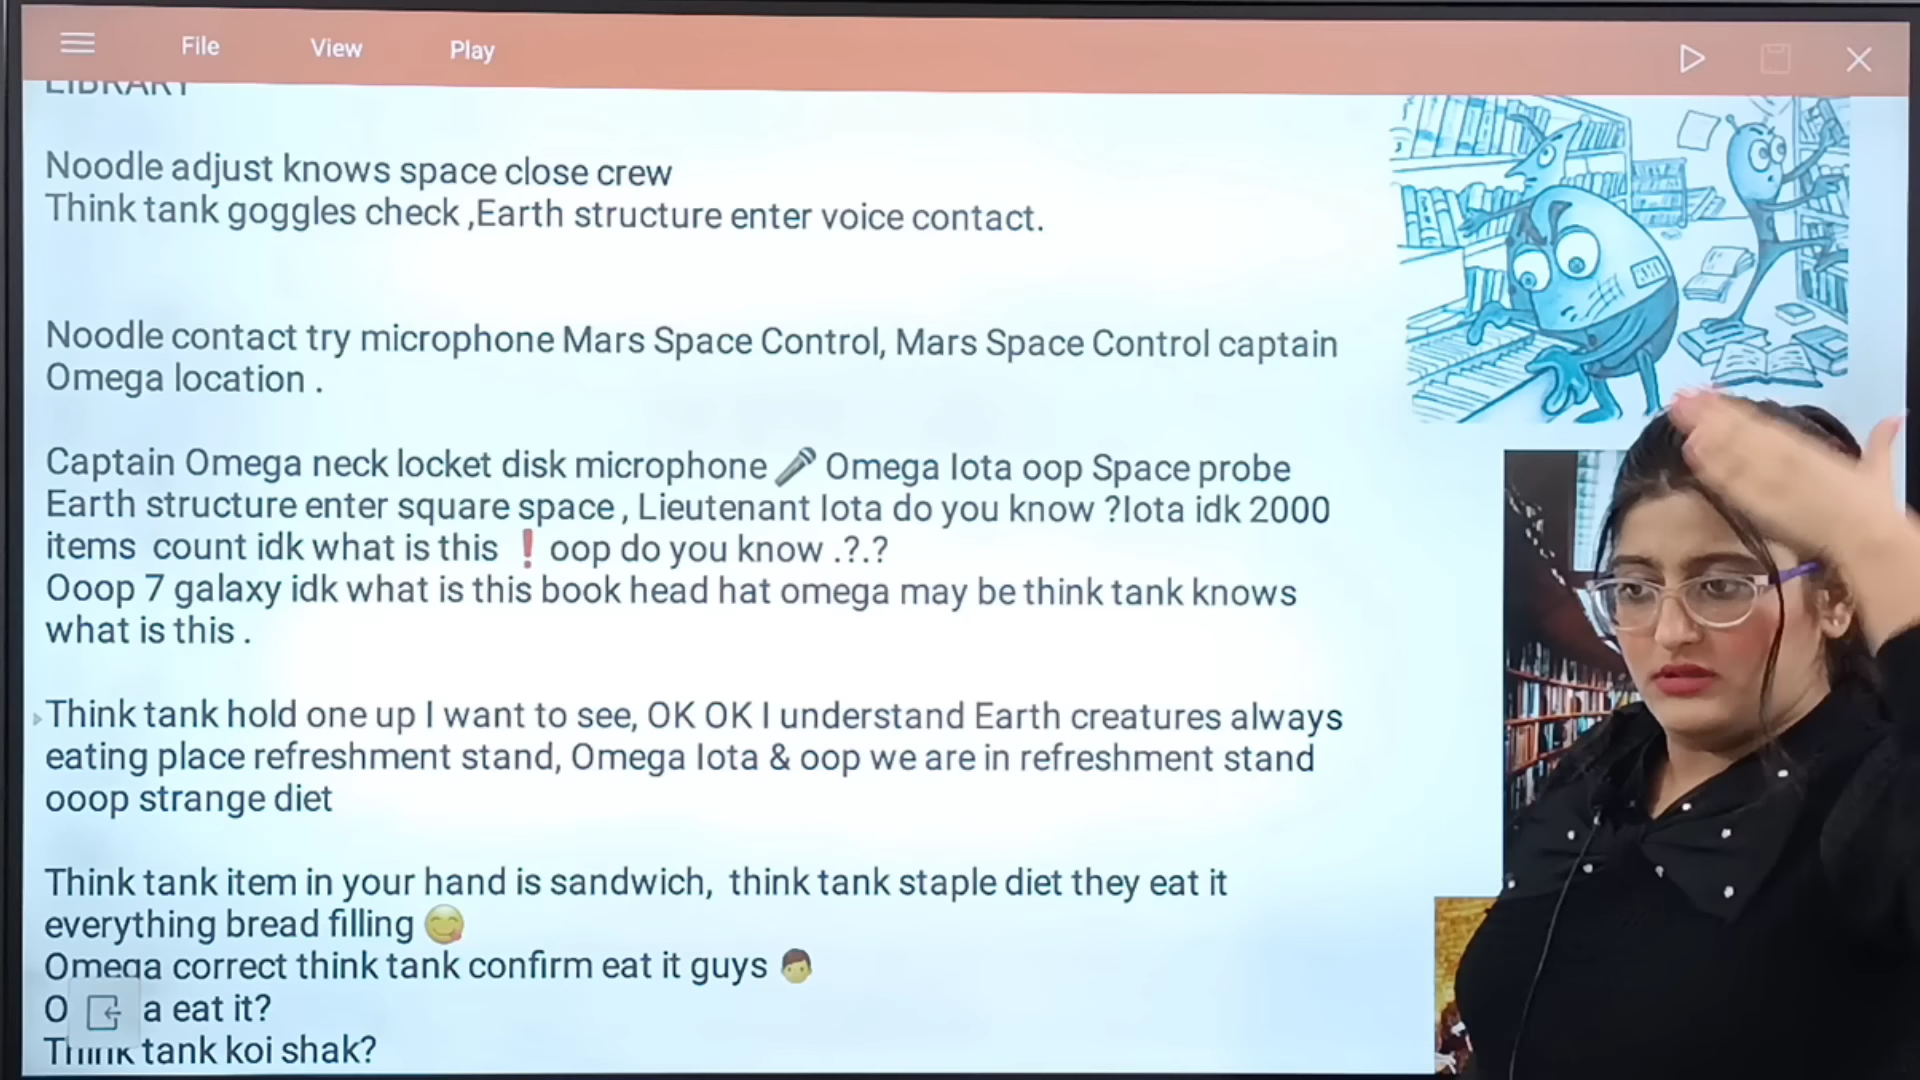 File View Play
LIBRARY
Noodle adjust knows space close crew
Think tank goggles check ,Earth structure enter voice contact.
Noodle contact try microphone Mars Space Control, Mars Space Control captain
Omega location .
Captain Omega neck locket disk microphone 🎤 Omega Iota oop Space probe
Earth structure enter square space , Lieutenant Iota do you know ?Iota idk 2000
items count idk what is this ❗ oop do you know .?.?
Ooop 7 galaxy idk what is this book head hat omega may be think tank knows
what is this .
Think tank hold one up I want to see, OK OK I understand Earth creatures always
eating place refreshment stand, Omega Iota & oop we are in refreshment stand
ooop strange diet
Think tank item in your hand is sandwich, think tank staple diet they eat it
everything bread filling 😋
Omega correct think tank confirm eat it guys 👨
a eat it?
Think tank koi shak?